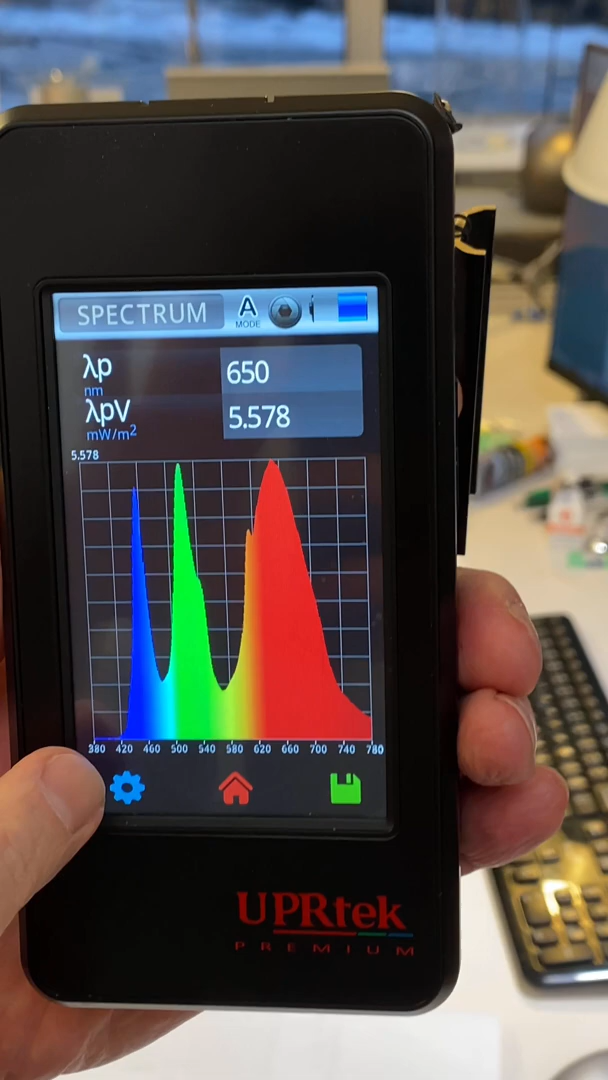 SPECTRUM A
MODE
λp 650
nm
λpV 5.578
mW/m²
5.578
380 420 460 500 540 580 620 660 700 740 780
UPRtek
PREMIUM